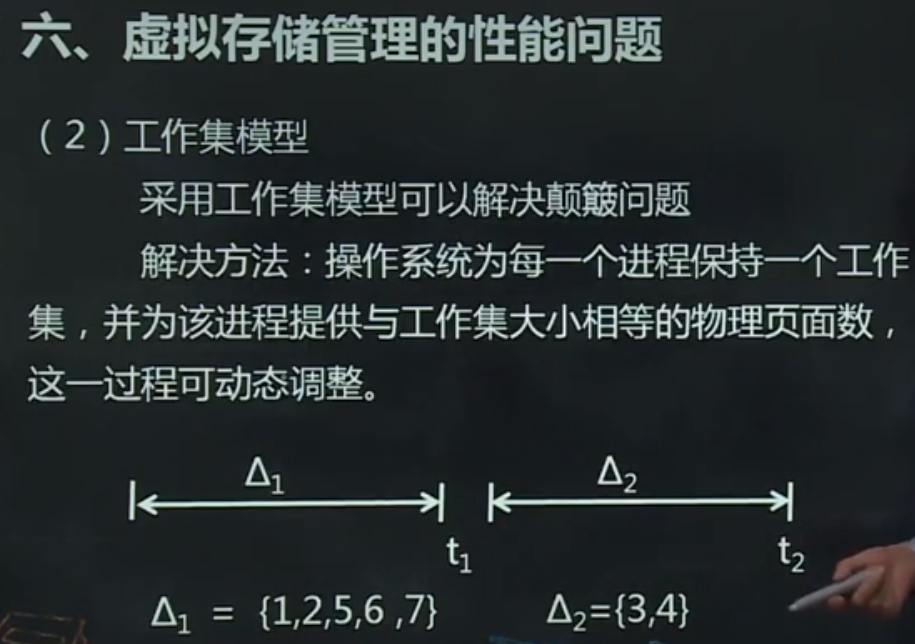 六、虚拟存储管理的性能问题
（2）工作集模型
采用工作集模型可以解决颠簸问题
解决方法：操作系统为每一个进程保持一个工作
集，并为该进程提供与工作集大小相等的物理页面数，
这一过程可动态调整。
Δ₁ Δ₂
t₁ t₂
Δ₁ = {1,2,5,6 ,7} Δ₂={3,4}